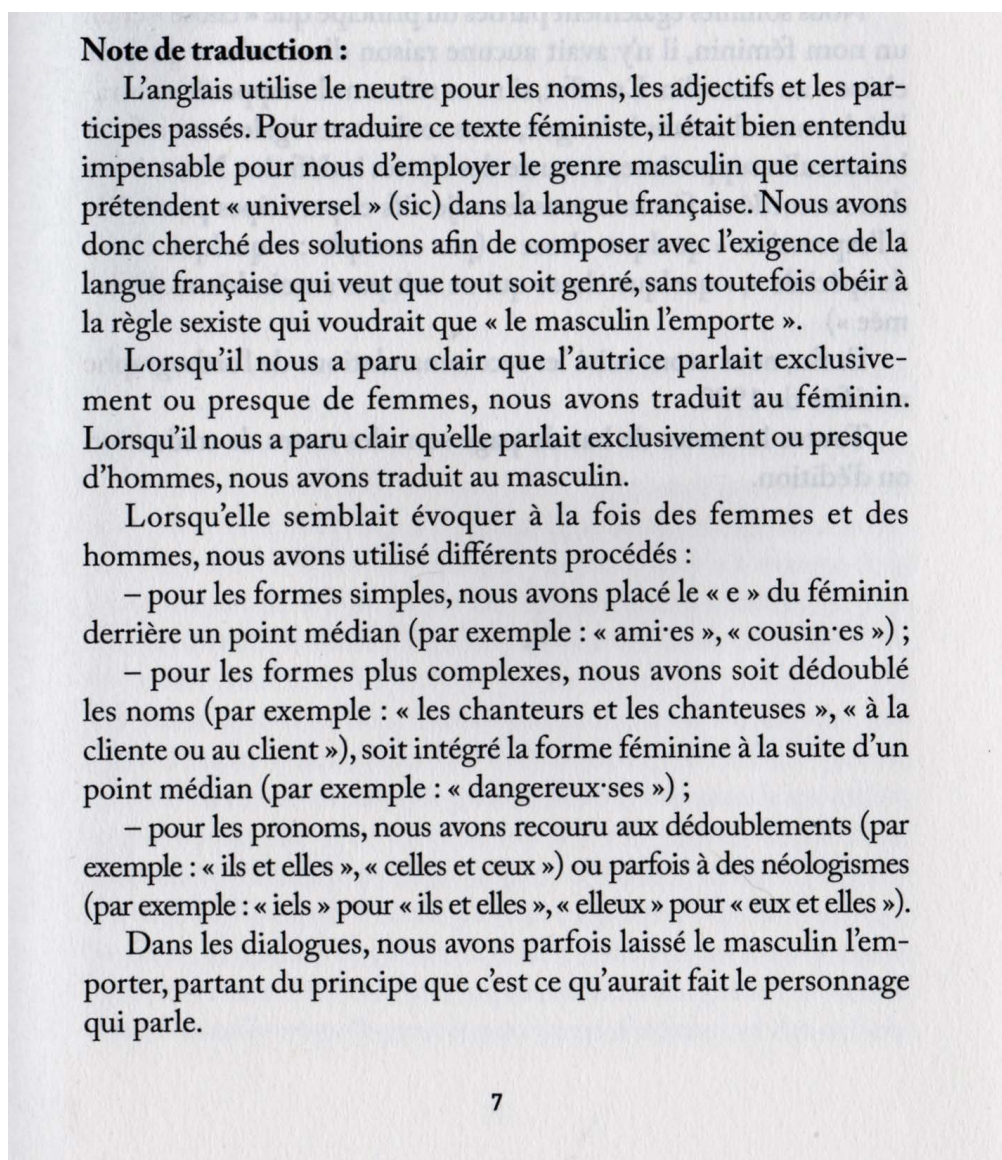 Note de traduction :
L’anglais utilise le neutre pour les noms, les adjectifs et les par-
ticipes passés. Pour traduire ce texte féministe, il était bien entendu
impensable pour nous d’employer le genre masculin que certains
prétendent « universel » (sic) dans la langue française. Nous avons
donc cherché des solutions afin de composer avec l’exigence de la
langue française qui veut que tout soit genré, sans toutefois obéir à
la règle sexiste qui voudrait que « le masculin l’emporte ».
Lorsqu’il nous a paru clair que l’autrice parlait exclusive-
ment ou presque de femmes, nous avons traduit au féminin.
Lorsqu’il nous a paru clair qu’elle parlait exclusivement ou presque
d’hommes, nous avons traduit au masculin.
Lorsqu’elle semblait évoquer à la fois des femmes et des
hommes, nous avons utilisé différents procédés :
– pour les formes simples, nous avons placé le « e » du féminin
derrière un point médian (par exemple : « ami·es », « cousin·es ») ;
– pour les formes plus complexes, nous avons soit dédoublé
les noms (par exemple : « les chanteurs et les chanteuses », « à la
cliente ou au client »), soit intégré la forme féminine à la suite d’un
point médian (par exemple : « dangereux·ses ») ;
– pour les pronoms, nous avons recouru aux dédoublements (par
exemple : « ils et elles », « celles et ceux ») ou parfois à des néologismes
(par exemple : « iels » pour « ils et elles », « elleux » pour « eux et elles »).
Dans les dialogues, nous avons parfois laissé le masculin l’em-
porter, partant du principe que c’est ce qu’aurait fait le personnage
qui parle.
7